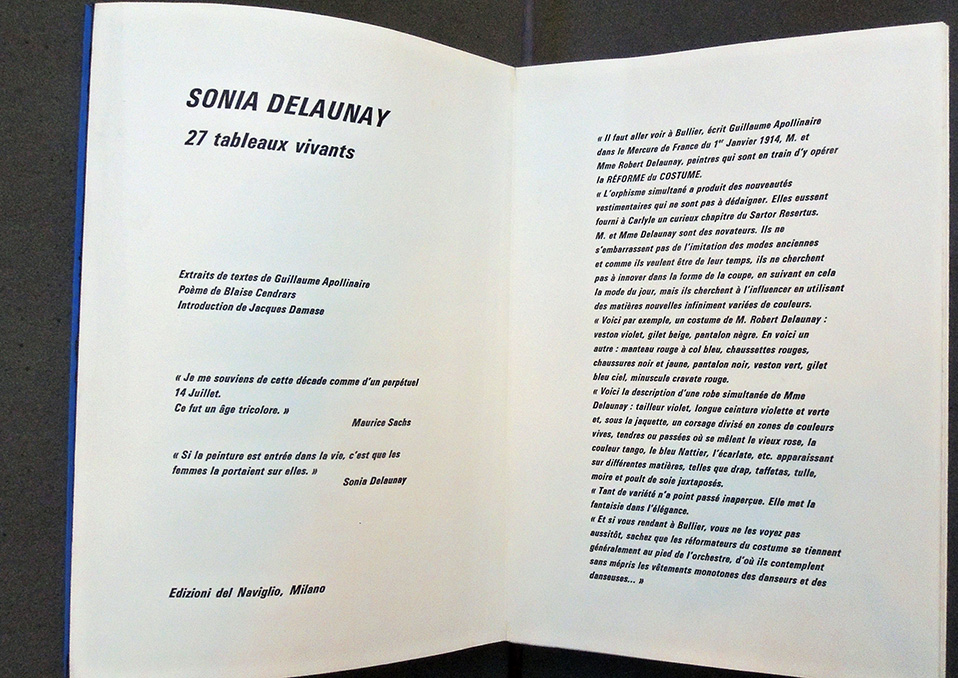 SONIA DELAUNAY
27 tableaux vivants
Extraits de textes de Guillaume Apollinaire
Poème de Blaise Cendrars
Introduction de Jacques Damase
« Je me souviens de cette décade comme d'un perpétuel
14 Juillet.
Ce fut un âge tricolore. »
Maurice Sachs
« Si la peinture est entrée dans la vie, c'est que les
femmes la portaient sur elles. »
Sonia Delaunay
Edizioni del Naviglio, Milano
« Il faut aller voir à Bullier, écrit Guillaume Apollinaire
dans le Mercure de France du 1er Janvier 1914, M. et
Mme Robert Delaunay, peintres qui sont en train d'y opérer
la RÉFORME du COSTUME.
« L'orphisme simultané a produit des nouveautés
vestimentaires qui ne sont pas à dédaigner. Elles eussent
fourni à Carlyle un curieux chapitre du Sartor Resertus.
M. et Mme Delaunay sont des novateurs. Ils ne
s'embarrassent pas de l'imitation des modes anciennes
et comme ils veulent être de leur temps, ils ne cherchent
pas à innover dans la forme de la coupe, en suivant en cela
la mode du jour, mais ils cherchent à l'influencer en utilisant
des matières nouvelles infiniment variées de couleurs.
« Voici par exemple, un costume de M. Robert Delaunay :
veston violet, gilet beige, pantalon nègre. En voici un
autre : manteau rouge à col bleu, chaussettes rouges,
chaussures noir et jaune, pantalon noir, veston vert, gilet
bleu ciel, minuscule cravate rouge.
« Voici la description d'une robe simultanée de Mme
Delaunay : tailleur violet, longue ceinture violette et verte
et, sous la jaquette, un corsage divisé en zones de couleurs
vives, tendres ou passées où se mêlent le vieux rose, la
couleur tango, le bleu Nattier, l'écarlate, etc. apparaissant
sur différentes matières, telles que drap, taffetas, tulle,
moire et poult de soie juxtaposés.
« Tant de variété n'a point passé inaperçue. Elle met la
fantaisie dans l'élégance.
« Et si vous rendant à Bullier, vous ne les voyez pas
aussitôt, sachez que les réformateurs du costume se tiennent
généralement au pied de l'orchestre, d'où ils contemplent
sans mépris les vêtements monotones des danseurs et des
danseuses... »